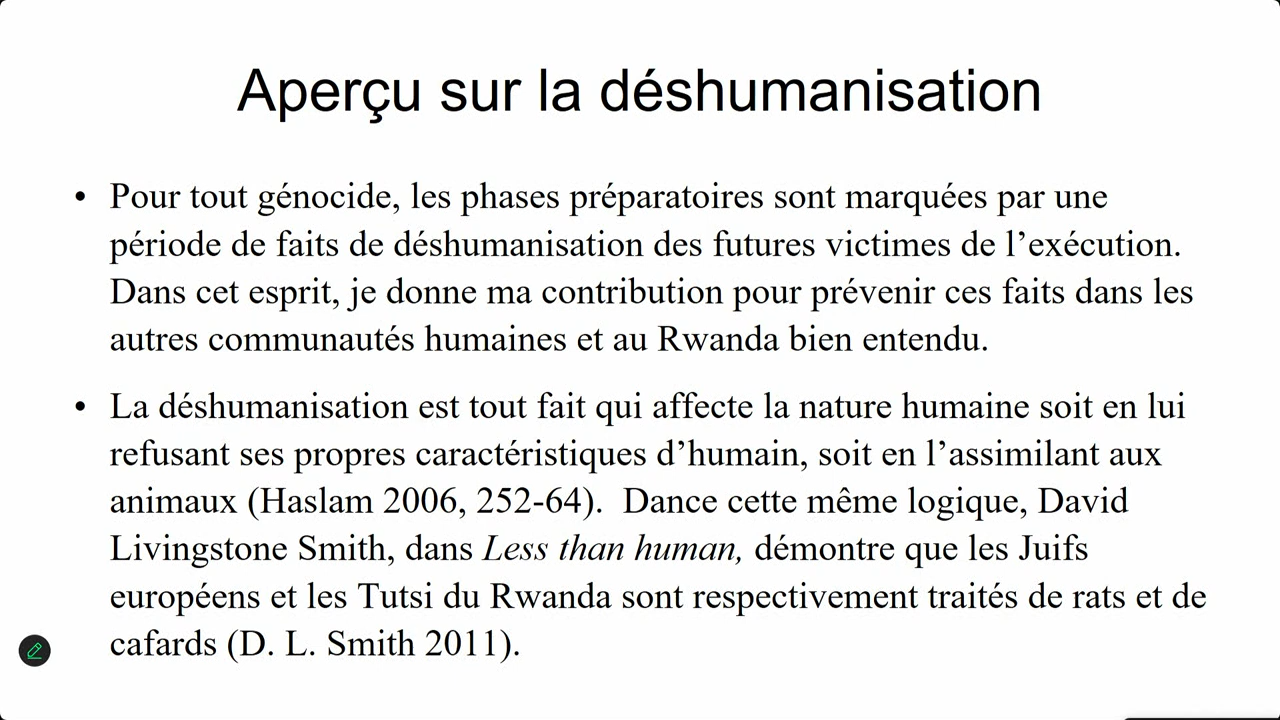 Aperçu sur la déshumanisation
• Pour tout génocide, les phases préparatoires sont marquées par une
période de faits de déshumanisation des futures victimes de l’exécution.
Dans cet esprit, je donne ma contribution pour prévenir ces faits dans les
autres communautés humaines et au Rwanda bien entendu.
• La déshumanisation est tout fait qui affecte la nature humaine soit en lui
refusant ses propres caractéristiques d’humain, soit en l’assimilant aux
animaux (Haslam 2006, 252-64).  Dance cette même logique, David
Livingstone Smith, dans Less than human, démontre que les Juifs
européens et les Tutsi du Rwanda sont respectivement traités de rats et de
cafards (D. L. Smith 2011).